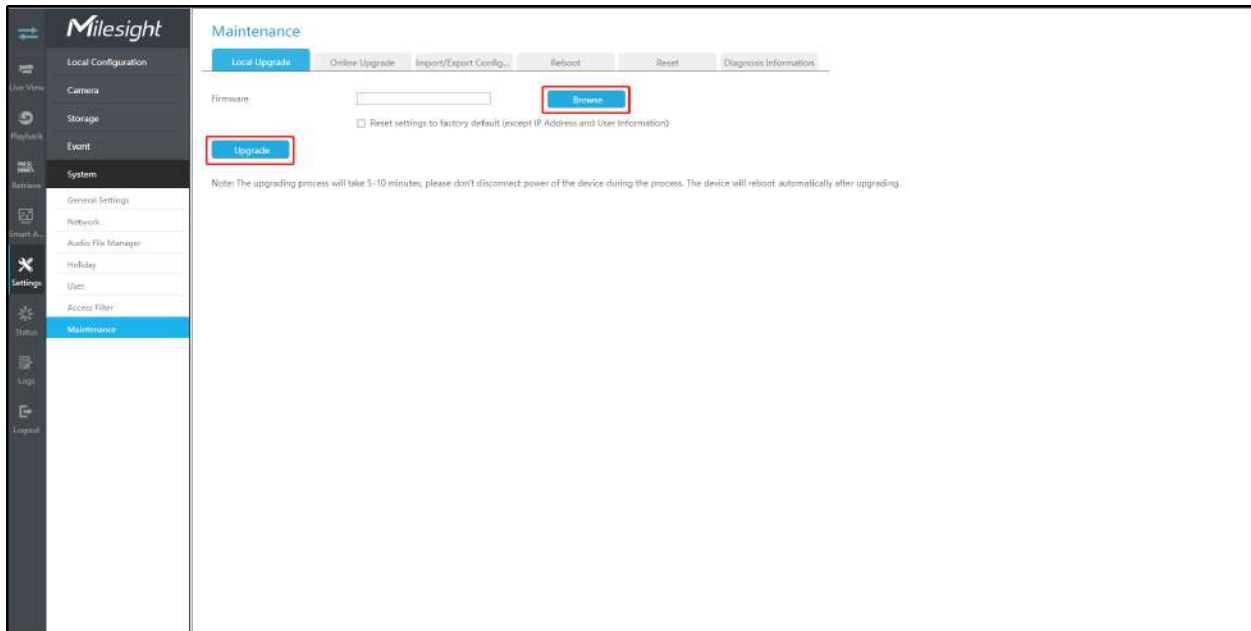 Milesight
Live View
Playback
Retrieve
Smart A...
Settings
Status
Logs
Logout
Local Configuration
Camera
Storage
Event
System
General Settings
Network
Audio File Manager
Holiday
User
Access Filter
Maintenance
Maintenance
Local Upgrade Online Upgrade Import/Export Config... Reboot Reset Diagnosis Information
Firmware Browse
Reset settings to factory default (except IP Address and User Information)
Upgrade
Note: The upgrading process will take 5-10 minutes, please don't disconnect power of the device during the process. The device will reboot automatically after upgrading.